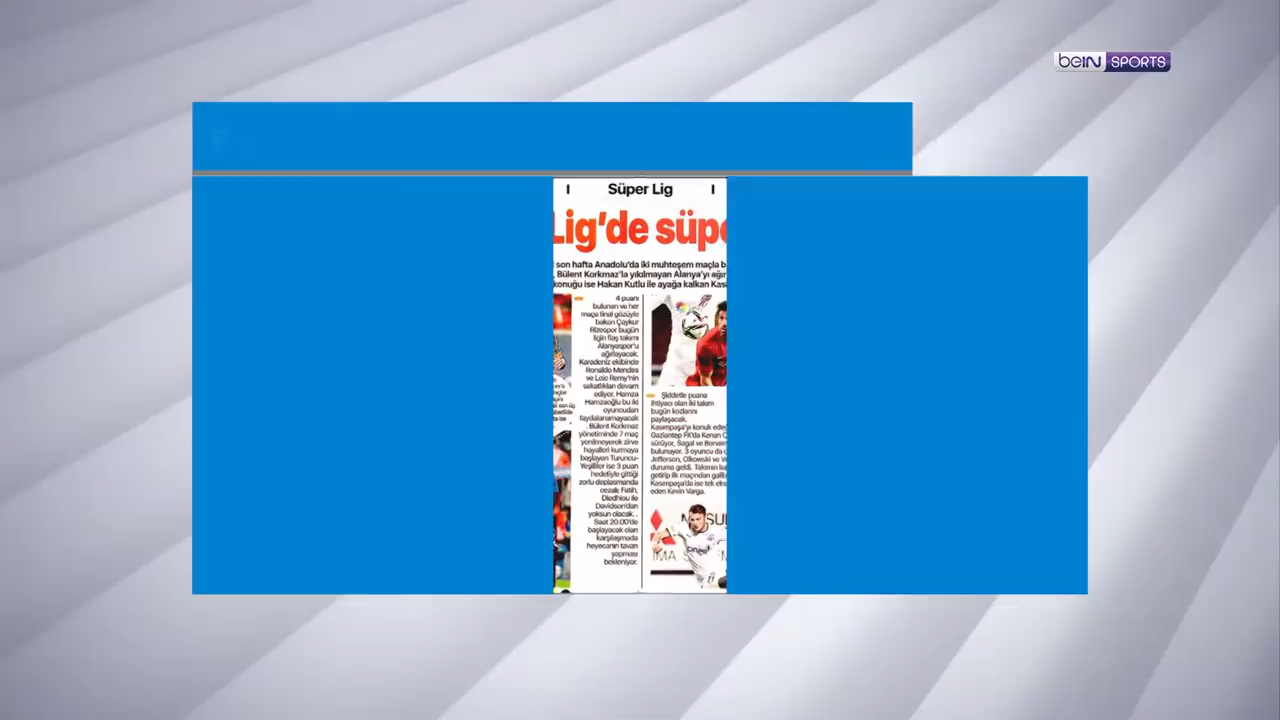 beIN SPORTS
Süper Lig
Lig'de süpe
son hafta Anadolu'da iki muhteşem maçla b
Bülent Korkmaz'la yıkılmayan Alanya'yı ağır
konuğu ise Hakan Kutlu ile ayağa kalkan Kası
4 puanı
bulunan ve her
maça final gözüyle
bakan Çaykur
Rizespor bugün
ligin flaş takımı
Alanyaspor'u
ağırlayacak.
Karadeniz ekibinde
Ronaldo Mendes
ve Loic Remy'nin
sakatlıkları devam
ediyor. Hamza
Hamzaoğlu bu iki
oyuncudan
faydalanamayacak
Bülent Korkmaz
yönetiminde 7 maç
yenilmeyerek zirve
hayalleri kurmaya
başlayan Turuncu-
Yeşililer ise 3 puan
hedefiyle gittiği
zorlu deplasmanda
cezalı Fatih,
Diedhiou ile
Davidson'dan
yoksun olacak. .
Saat 20.00'de
başlayacak olan
karşılaşmada
heyecanın tavan
yapması
bekleniyor.
Şiddetle puana
ihtiyacı olan iki takım
bugün kozlarını
paylaşacak.
Kasımpaşa'yı konuk edec
Gaziantep FK'da Kenan Ö
sürüyor, Sagal ve
bulunuyor. 3 oyuncu da c
Jefferson, Olkowski ve
duruma geldi. Takımın
getirip ilk maçından
Kasımpaşa'da ise tek
eden Kevin Varga.